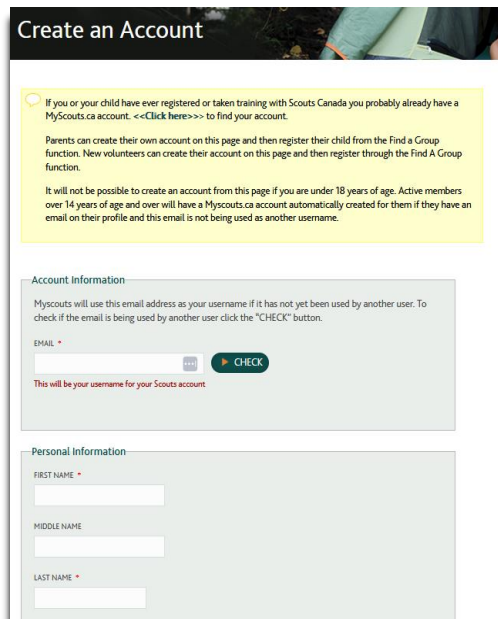 Create an Account
If you or your child have ever registered or taken training with Scouts Canada you probably already have a
MyScouts.ca account. <<Click here>>> to find your account.
Parents can create their own account on this page and then register their child from the Find a Group
function. New volunteers can create their account on this page and then register through the Find A Group
function.
It will not be possible to create an account from this page if you are under 18 years of age. Active members
over 14 years of age and over will have a Myscouts.ca account automatically created for them if they have an
email on their profile and this email is not being used as another username.
Account Information
Myscouts will use this email address as your username if it has not yet been used by another user. To
check if the email is being used by another user click the "CHECK" button.
EMAIL *
CHECK
This will be your username for your Scouts account
Personal Information
FIRST NAME *
MIDDLE NAME
LAST NAME *